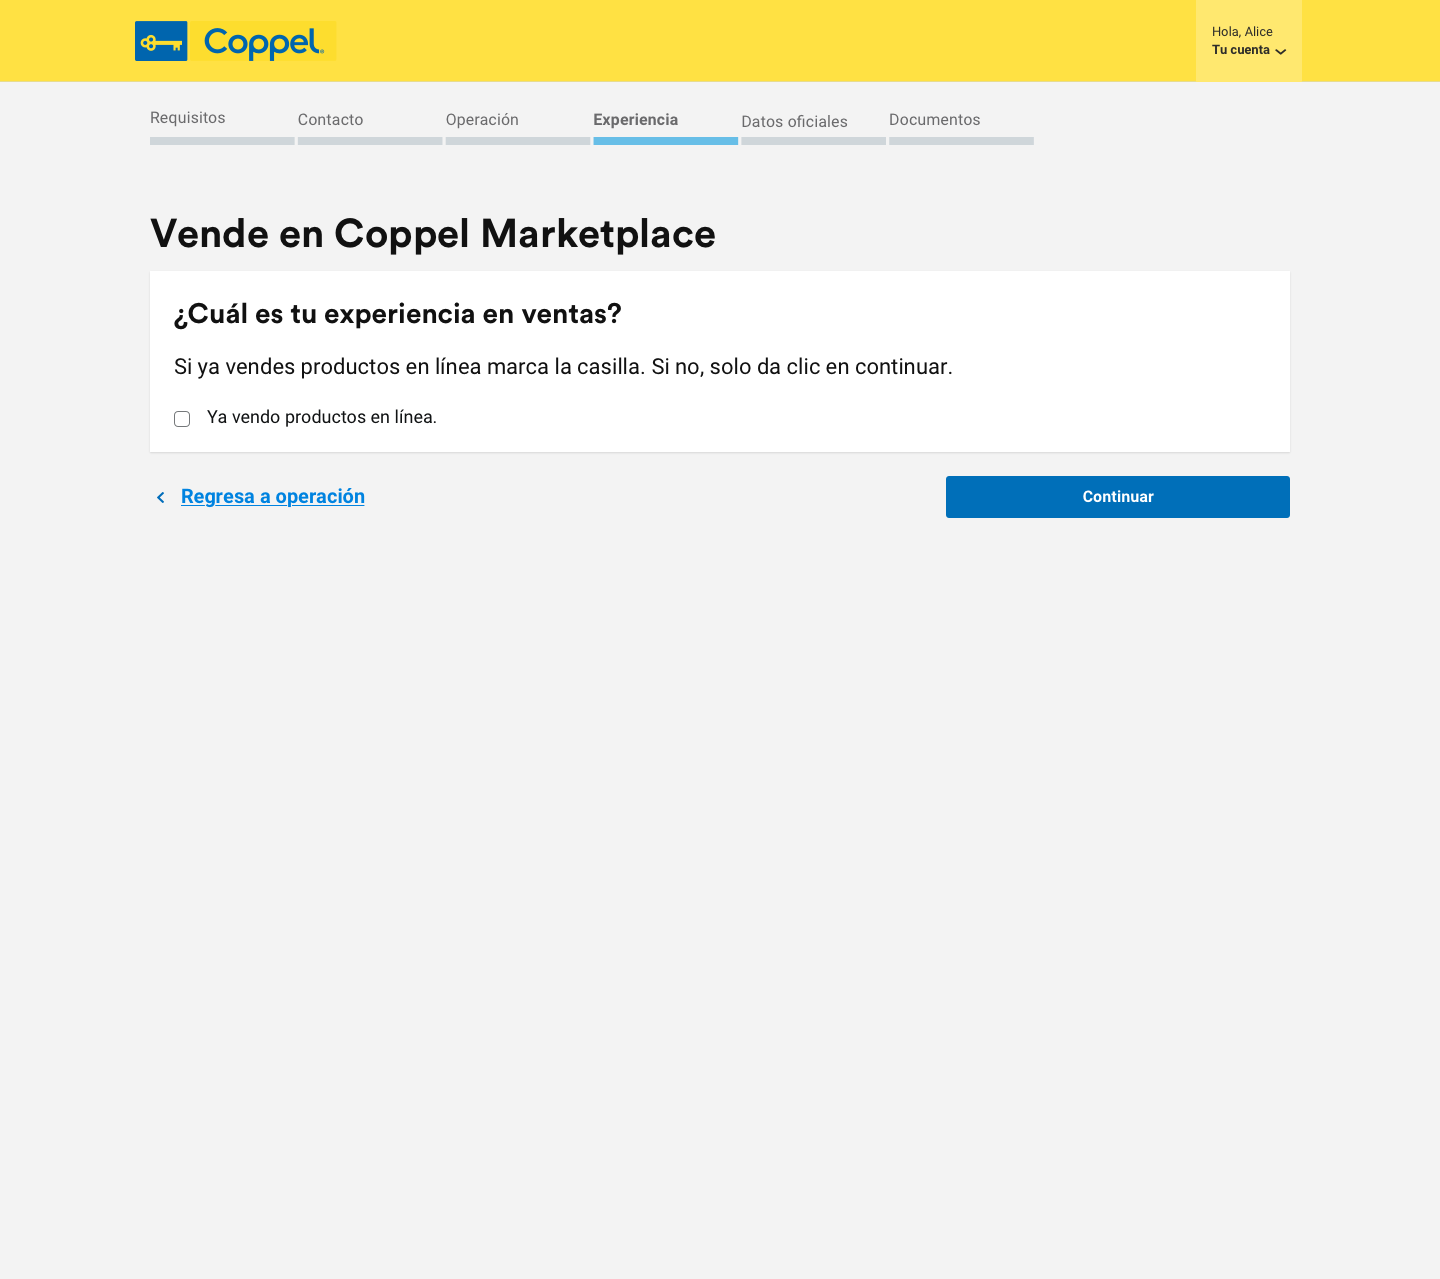 Coppel®
Hola, Alice
Tu cuenta
Requisitos
Contacto
Operación
Experiencia
Datos oficiales
Documentos
Vende en Coppel Marketplace
¿Cuál es tu experiencia en ventas?
Si ya vendes productos en línea marca la casilla. Si no, solo da clic en continuar.
Ya vendo productos en línea.
Regresa a operación
Continuar